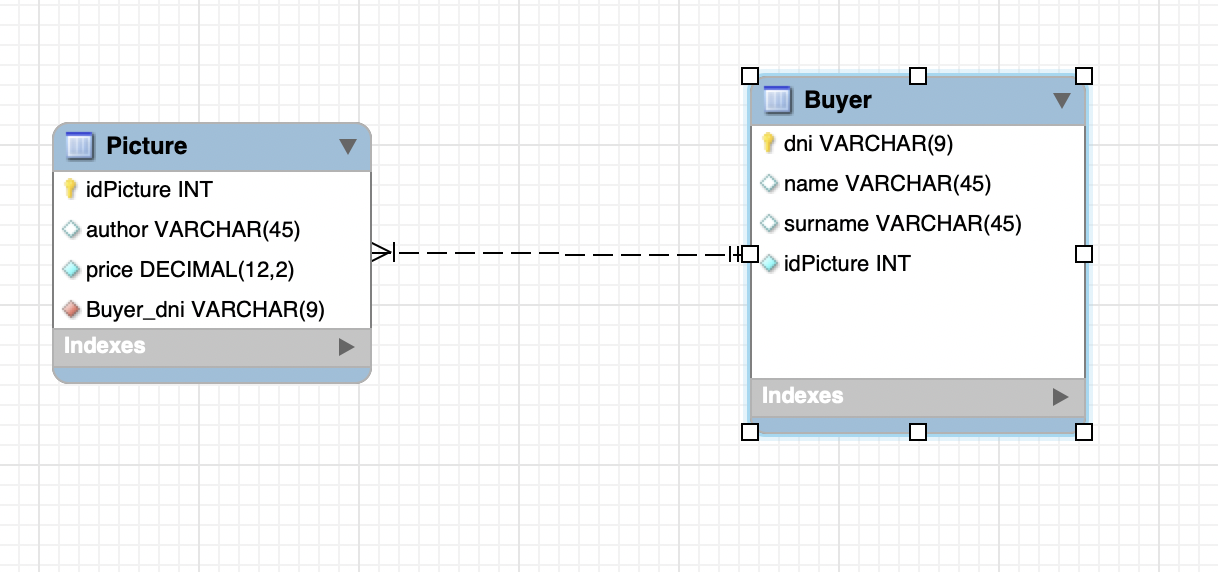 Picture
idPicture INT
author VARCHAR(45)
price DECIMAL(12,2)
Buyer_dni VARCHAR(9)
Indexes
Buyer
dni VARCHAR(9)
name VARCHAR(45)
surname VARCHAR(45)
idPicture INT
Indexes